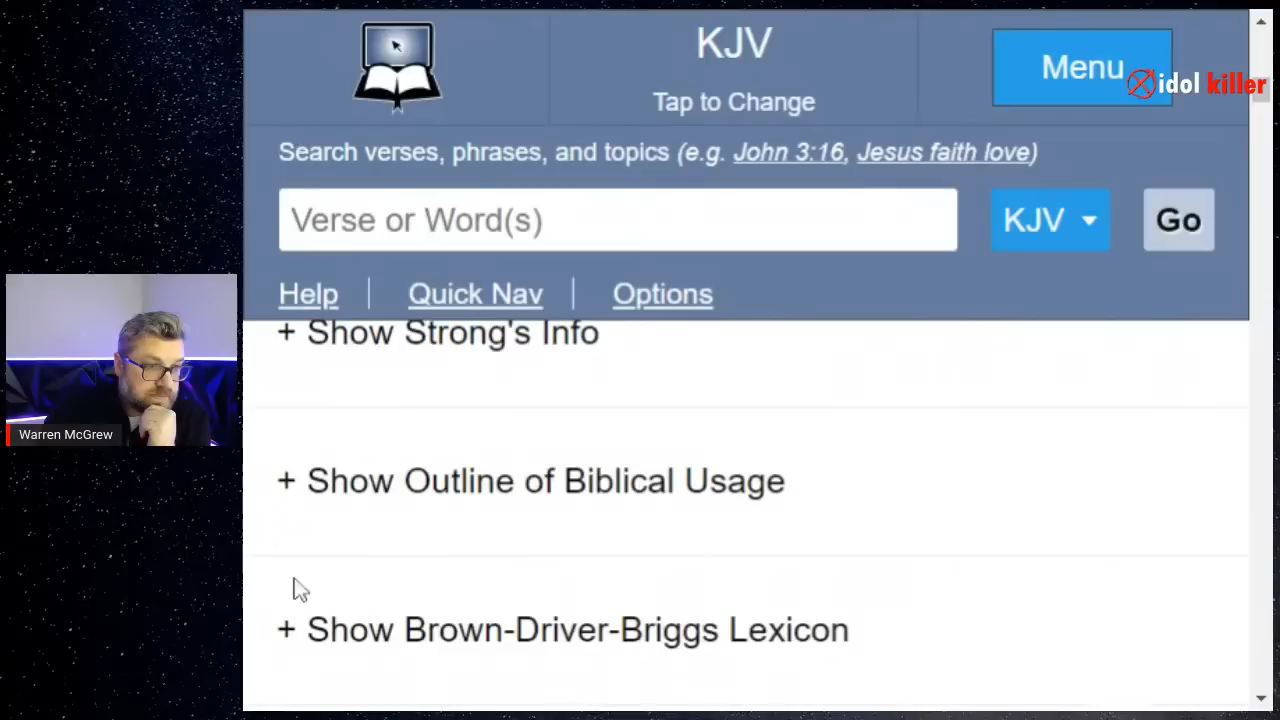 KJV
Menu
idol killer
Tap to Change
Search verses, phrases, and topics (e.g. John 3:16, Jesus faith love)
Verse or Word(s)
KJV
Go
Help
Quick Nav
Options
+ Show Strong's Info
Warren McGrew
+ Show Outline of Biblical Usage
+ Show Brown-Driver-Briggs Lexicon